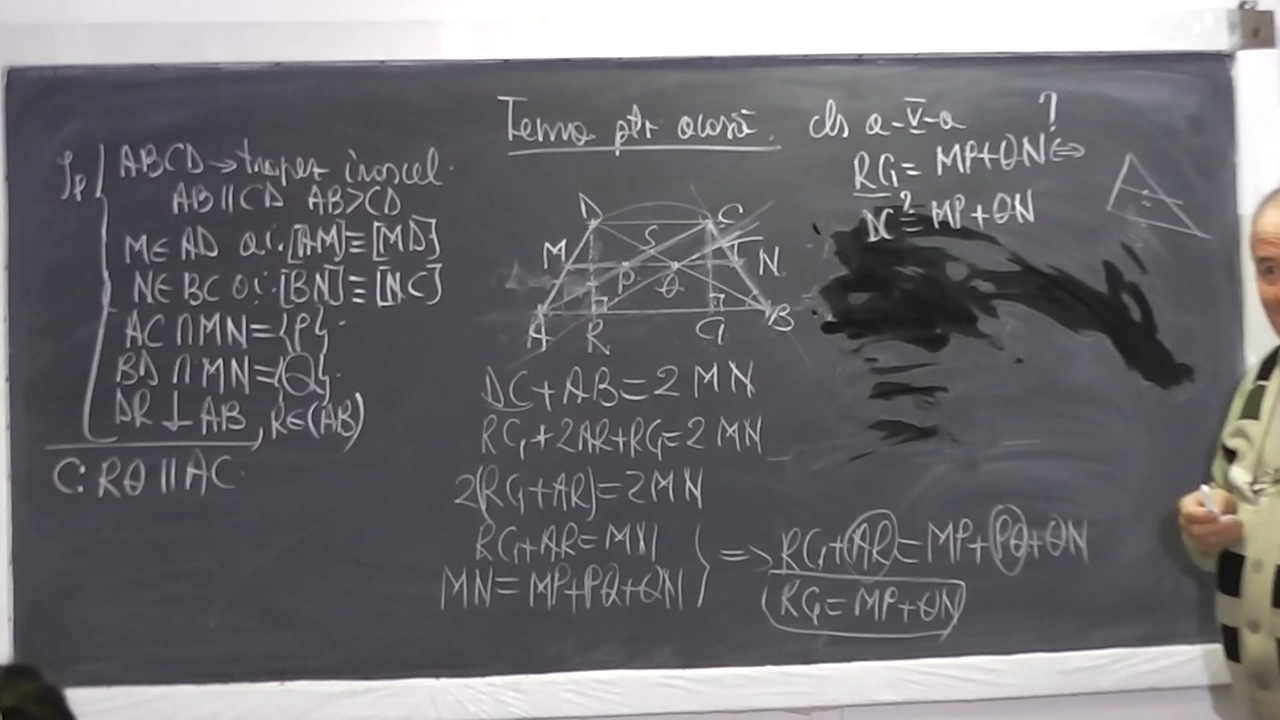 Tema ptr acasă. cls a-V-a
Ip ABCD → trapez isoscel.
AB || CD AB > CD
M ∈ AD a.i. [AM] ≡ [MD]
N ∈ BC a.i. [BN] ≡ [NC]
AC ∩ MN = {P}.
BD ∩ MN = {Q}.
DR ⊥ AB, R ∈ (AB)
C: RQ || AC.
D C
S
M P Q T N
A R G B
DC + AB = 2 MN
RG + 2AR + RG = 2 MN
2(RG + AR) = 2MN
RG + AR = MN
MN = MP + PQ + QN
=> RG + AR = MP + PQ + QN
RG = MP + QN
?
RG = MP + QN ⇔
DC ?= MP + QN